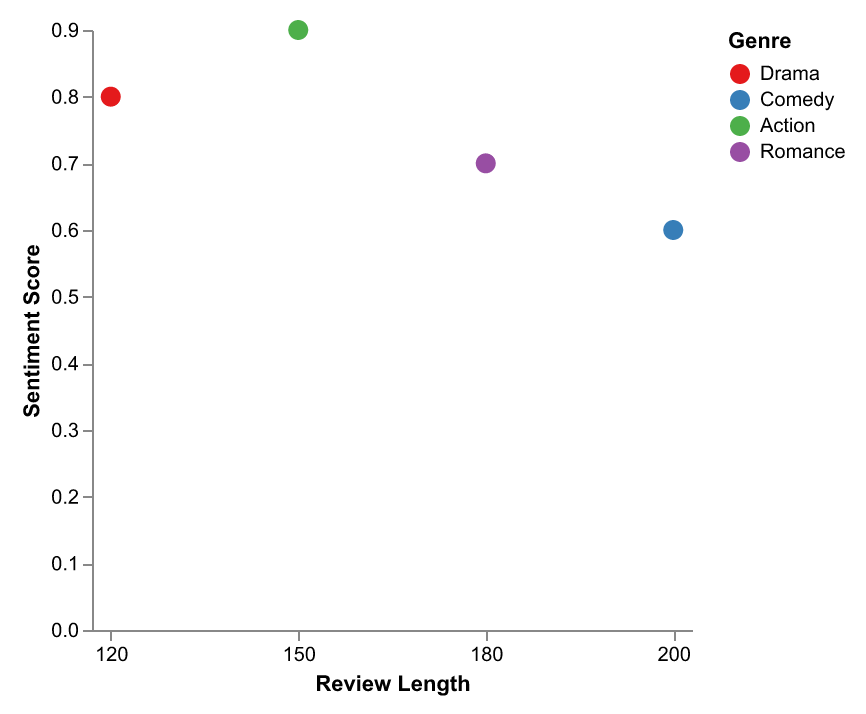 0.9
0.8
0.7
0.6
0.5
0.4
0.3
0.2
0.1
0.0
Sentiment Score
120 150 180 200
Review Length
Genre
Drama
Comedy
Action
Romance